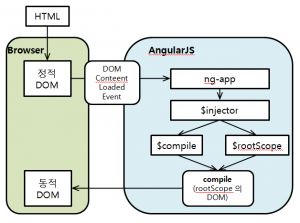 HTML
Browser
AngularJS
정적
DOM
DOM
Conteent
Loaded
Event
ng-app
$injector
$compile
$rootScope
동적
DOM
compile
(rootScope 의
DOM)